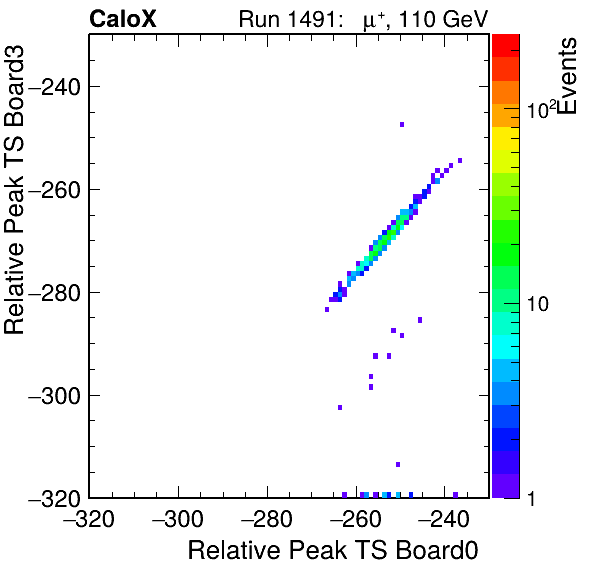 CaloX Run 1491: μ⁺, 110 GeV
Relative Peak TS Board3
Events
−240
−260
−280
−300
−320
10²
10
1
−320 −300 −280 −260 −240
Relative Peak TS Board0